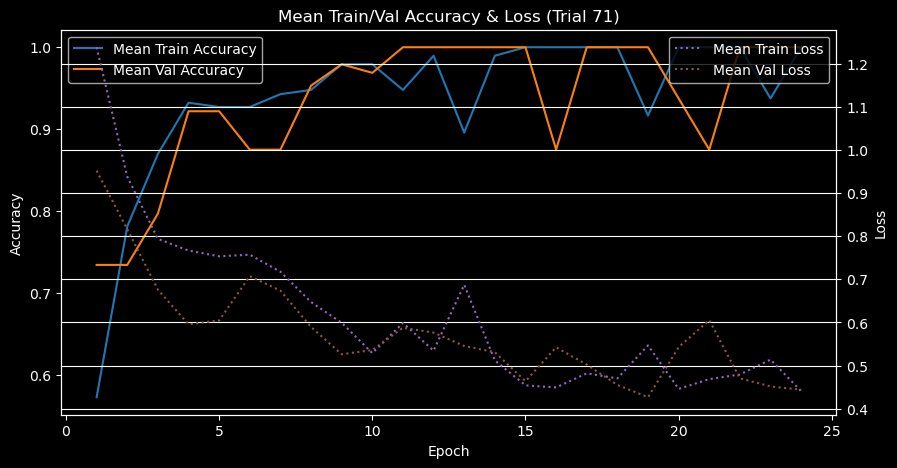 Mean Train/Val Accuracy & Loss (Trial 71)
Mean Train Accuracy
Mean Val Accuracy
Mean Train Loss
Mean Val Loss
1.0
0.9
0.8
0.7
0.6
Accuracy
1.2
1.1
1.0
0.9
0.8
0.7
0.6
0.5
0.4
Loss
0 5 10 15 20 25
Epoch